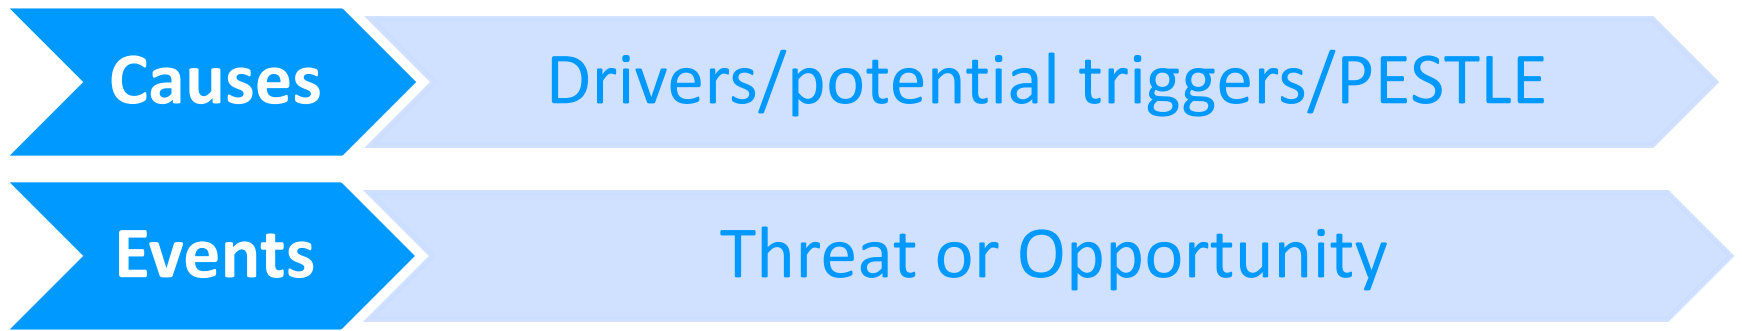 Causes
Drivers/potential triggers/PESTLE
Events
Threat or Opportunity